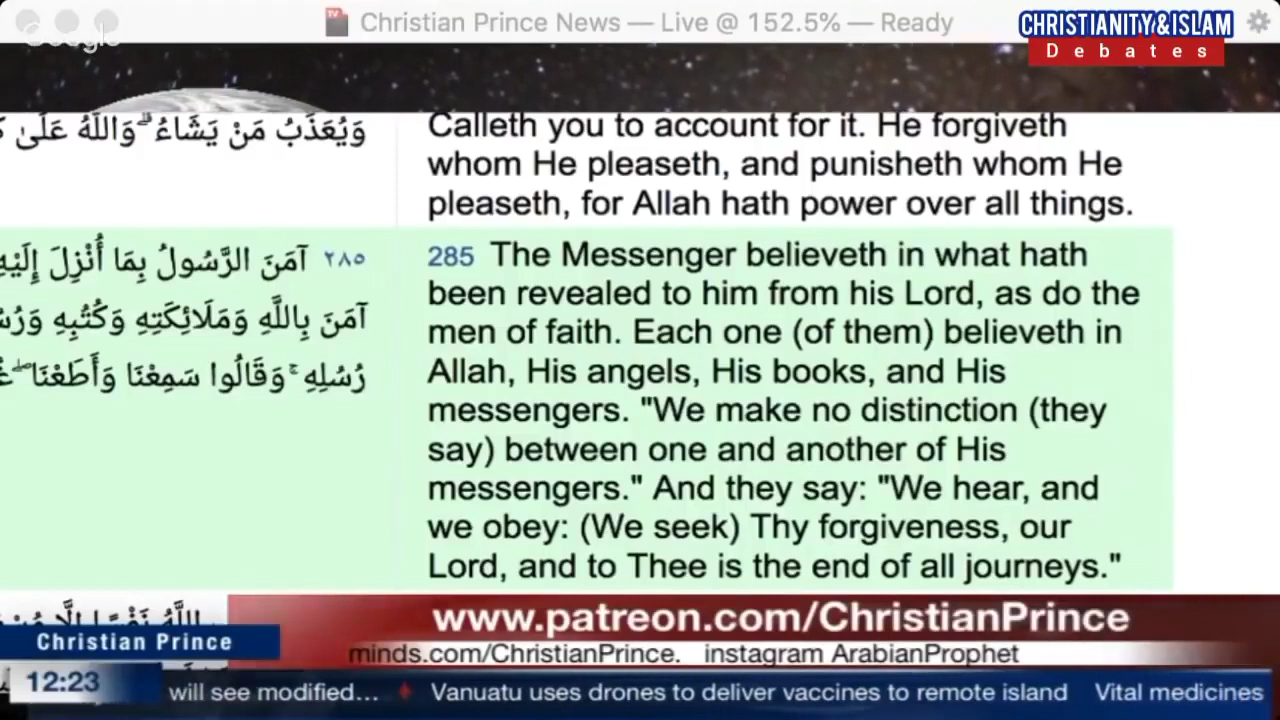 Google
Christian Prince News — Live @ 152.5% — Ready
CHRISTIANITY & ISLAM
Debates
وَيُعَذِّبُ مَنْ يَشَاءُ ۗ وَاللَّهُ عَلَىٰ
Calleth you to account for it. He forgiveth
whom He pleaseth, and punisheth whom He
pleaseth, for Allah hath power over all things.
٢٨٥ آمَنَ الرَّسُولُ بِمَا أُنْزِلَ إِلَيْهِ
آمَنَ بِاللَّهِ وَمَلَائِكَتِهِ وَكُتُبِهِ
رُسُلِهِ ۚ وَقَالُوا سَمِعْنَا وَأَطَعْنَا ۖ
285 The Messenger believeth in what hath
been revealed to him from his Lord, as do the
men of faith. Each one (of them) believeth in
Allah, His angels, His books, and His
messengers. "We make no distinction (they
say) between one and another of His
messengers." And they say: "We hear, and
we obey: (We seek) Thy forgiveness, our
Lord, and to Thee is the end of all journeys."
www.patreon.com/ChristianPrince
Christian Prince
minds.com/ChristianPrince. instagram ArabianProphet
12:23
will see modified... Vanuatu uses drones to deliver vaccines to remote island Vital medicines